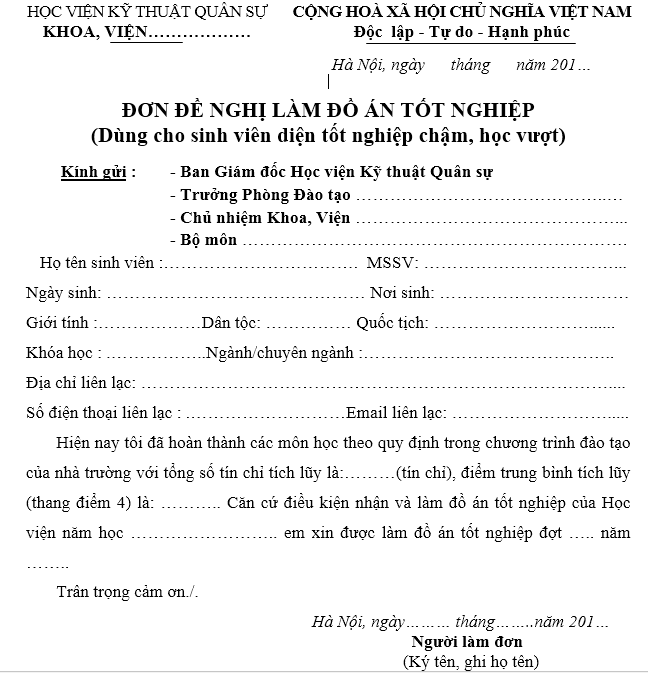 HỌC VIỆN KỸ THUẬT QUÂN SỰ CỘNG HOÀ XÃ HỘI CHỦ NGHĨA VIỆT NAM
KHOA, VIỆN……………… Độc lập - Tự do - Hạnh phúc
Hà Nội, ngày tháng năm 201…
ĐƠN ĐỀ NGHỊ LÀM ĐỒ ÁN TỐT NGHIỆP
(Dùng cho sinh viên diện tốt nghiệp chậm, học vượt)
Kính gửi : - Ban Giám đốc Học viện Kỹ thuật Quân sự
- Trưởng Phòng Đào tạo ……………………………………..…
- Chủ nhiệm Khoa, Viện ………………………………………...
- Bộ môn ……………………………………………………………
Họ tên sinh viên :……………………………. MSSV: ……………………………...
Ngày sinh: ……………………………………… Nơi sinh: ……………………………
Giới tính :………………Dân tộc: …………… Quốc tịch: ……………………….......
Khóa học : ……………..Ngành/chuyên ngành :……………………………………..
Địa chỉ liên lạc: ………………………………………………………………………....
Số điện thoại liên lạc : ……………………….Email liên lạc: ……………………….....
Hiện nay tôi đã hoàn thành các môn học theo quy định trong chương trình đào tạo
của nhà trường với tổng số tín chỉ tích lũy là:………(tín chỉ), điểm trung bình tích lũy
(thang điểm 4) là: ……….. Căn cứ điều kiện nhận và làm đồ án tốt nghiệp của Học
viện năm học …………………….. em xin được làm đồ án tốt nghiệp đợt ….. năm
……..
Trân trọng cảm ơn./.
Hà Nội, ngày……… tháng……..năm 201…
Người làm đơn
(Ký tên, ghi họ tên)